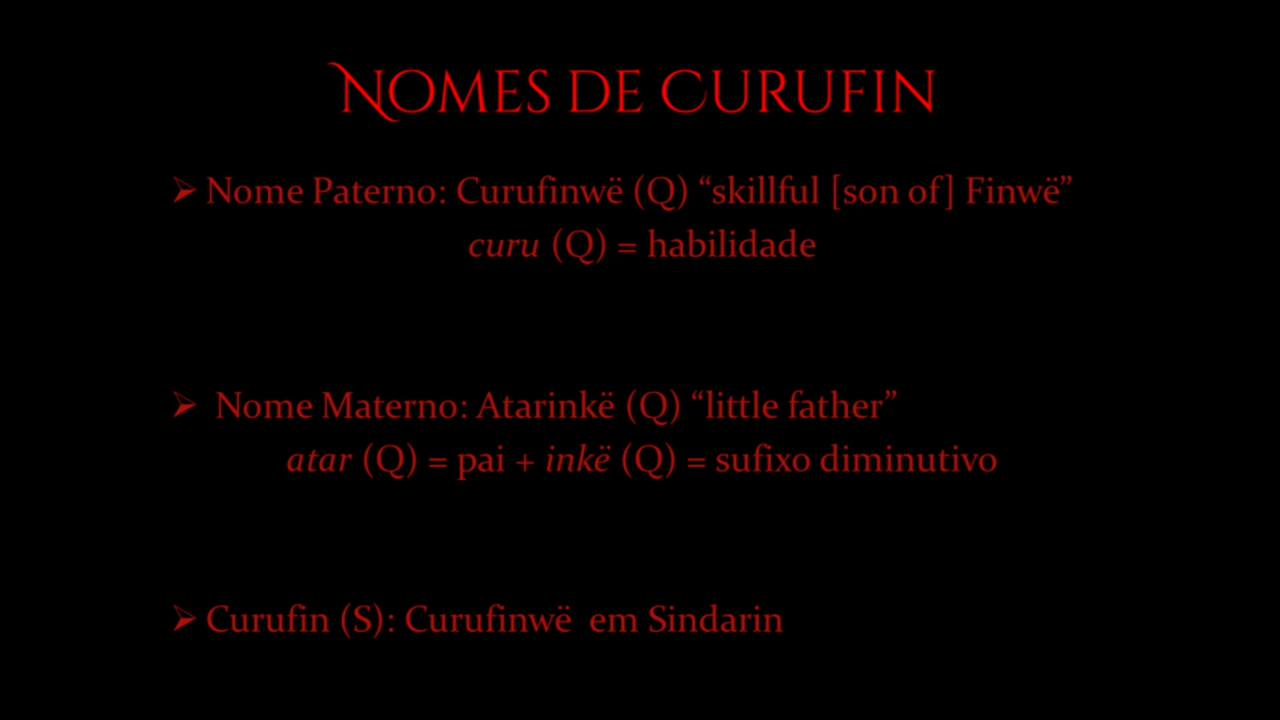 Nomes de Curufin
➢ Nome Paterno: Curufinwë (Q) “skillful [son of] Finwë”
curu (Q) = habilidade
➢ Nome Materno: Atarinkë (Q) “little father”
atar (Q) = pai + inkë (Q) = sufixo diminutivo
➢ Curufin (S): Curufinwë em Sindarin